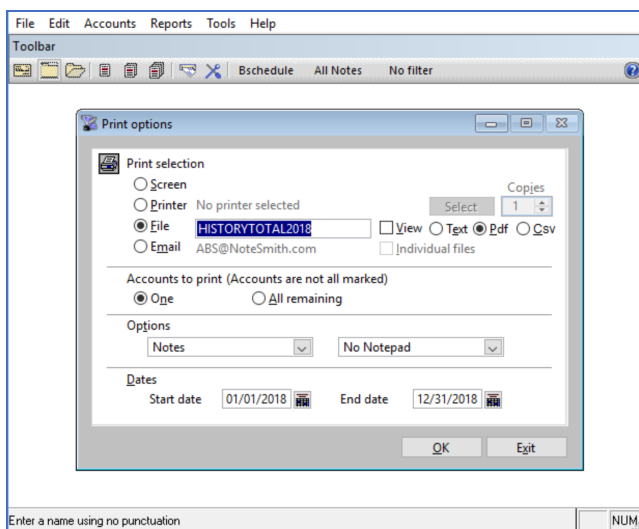 File Edit Accounts Reports Tools Help
Toolbar
Bschedule All Notes No filter
Print options
Print selection
Screen
Copies
Printer No printer selected Select 1
File HISTORYTOTAL2018 View Text Pdf Csv
Email ABS@NoteSmith.com Individual files
Accounts to print (Accounts are not all marked)
One All remaining
Options
Notes No Notepad
Dates
Start date 01/01/2018 End date 12/31/2018
OK Exit
Enter a name using no punctuation NUM